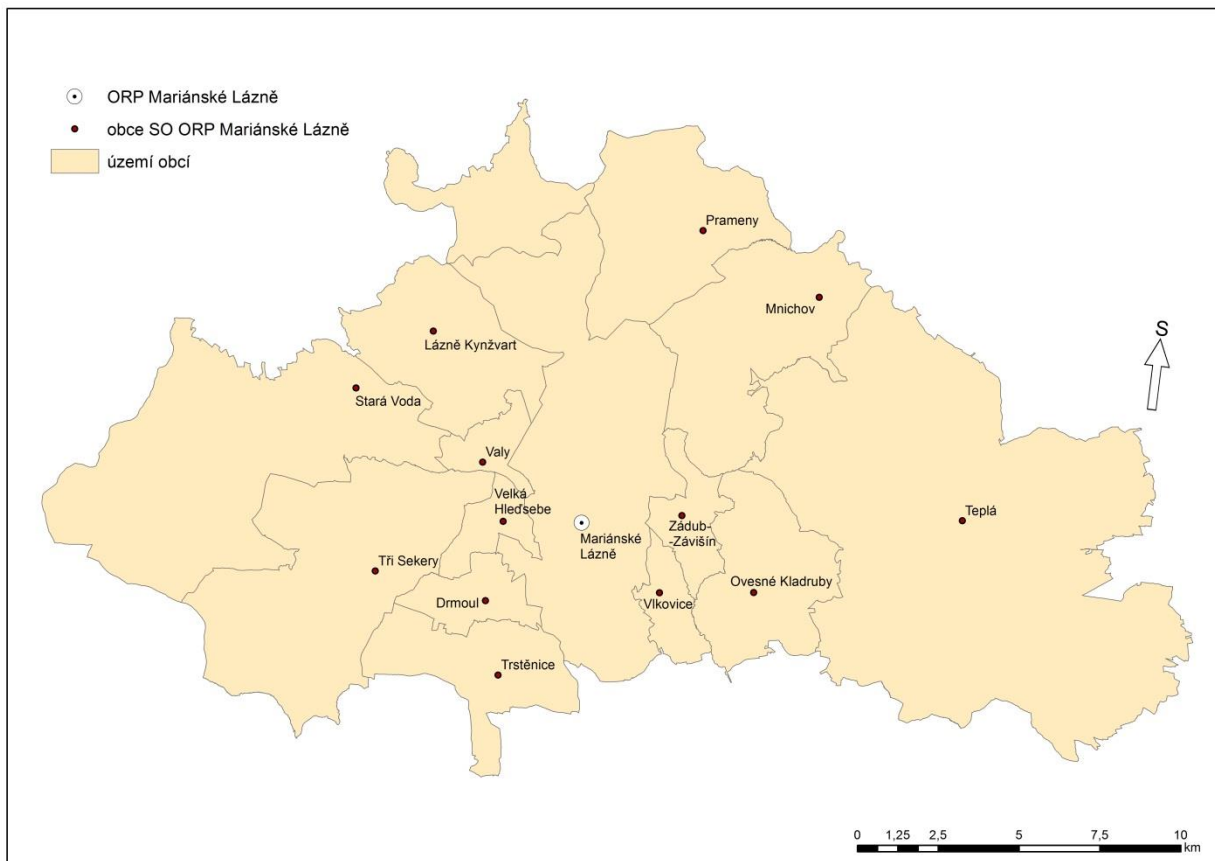 ORP Mariánské Lázně
obce SO ORP Mariánské Lázně
území obcí
Prameny
Mnichov
S
Lázně Kynžvart
Stará Voda
Valy
Velká
Hleďsebe
Mariánské
Lázně
Zádub-
-Závišín
Teplá
Tři Sekery
Drmoul
Vlkovice
Ovesné Kladruby
Trstěnice
0 1,25 2,5 5 7,5 10
km